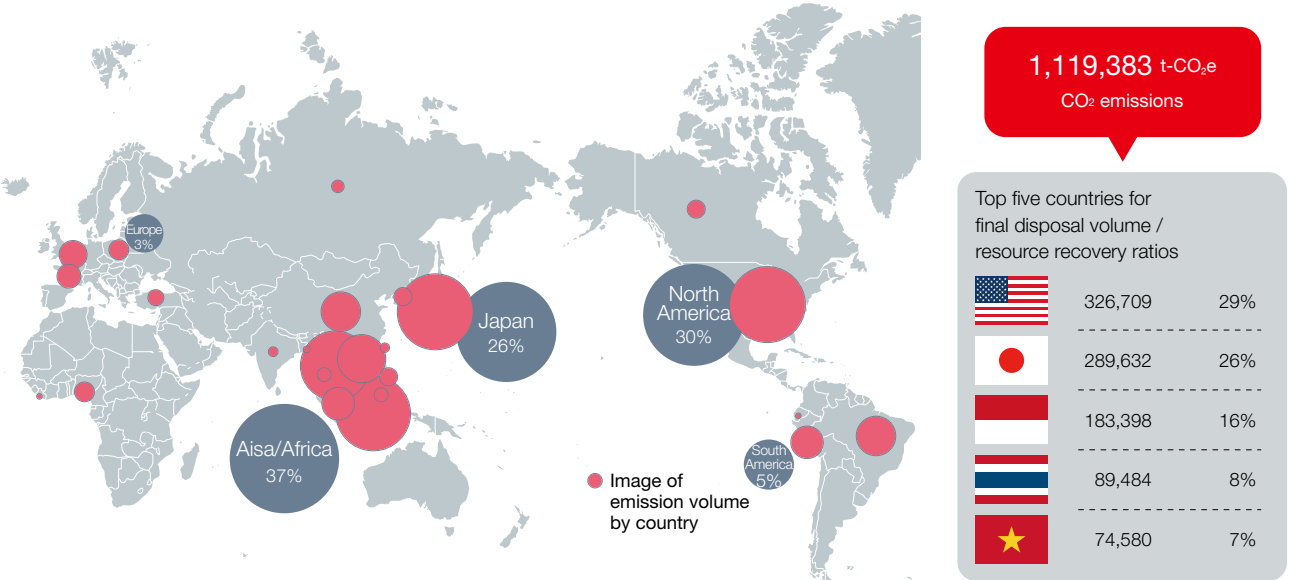 Europe
3%
Japan
26%
North
America
30%
Aisa/Africa
37%
South
America
5%
Image of
emission volume
by country
1,119,383 t-CO₂e
CO₂ emissions
Top five countries for
final disposal volume /
resource recovery ratios
326,709 29%
289,632 26%
183,398 16%
89,484 8%
74,580 7%